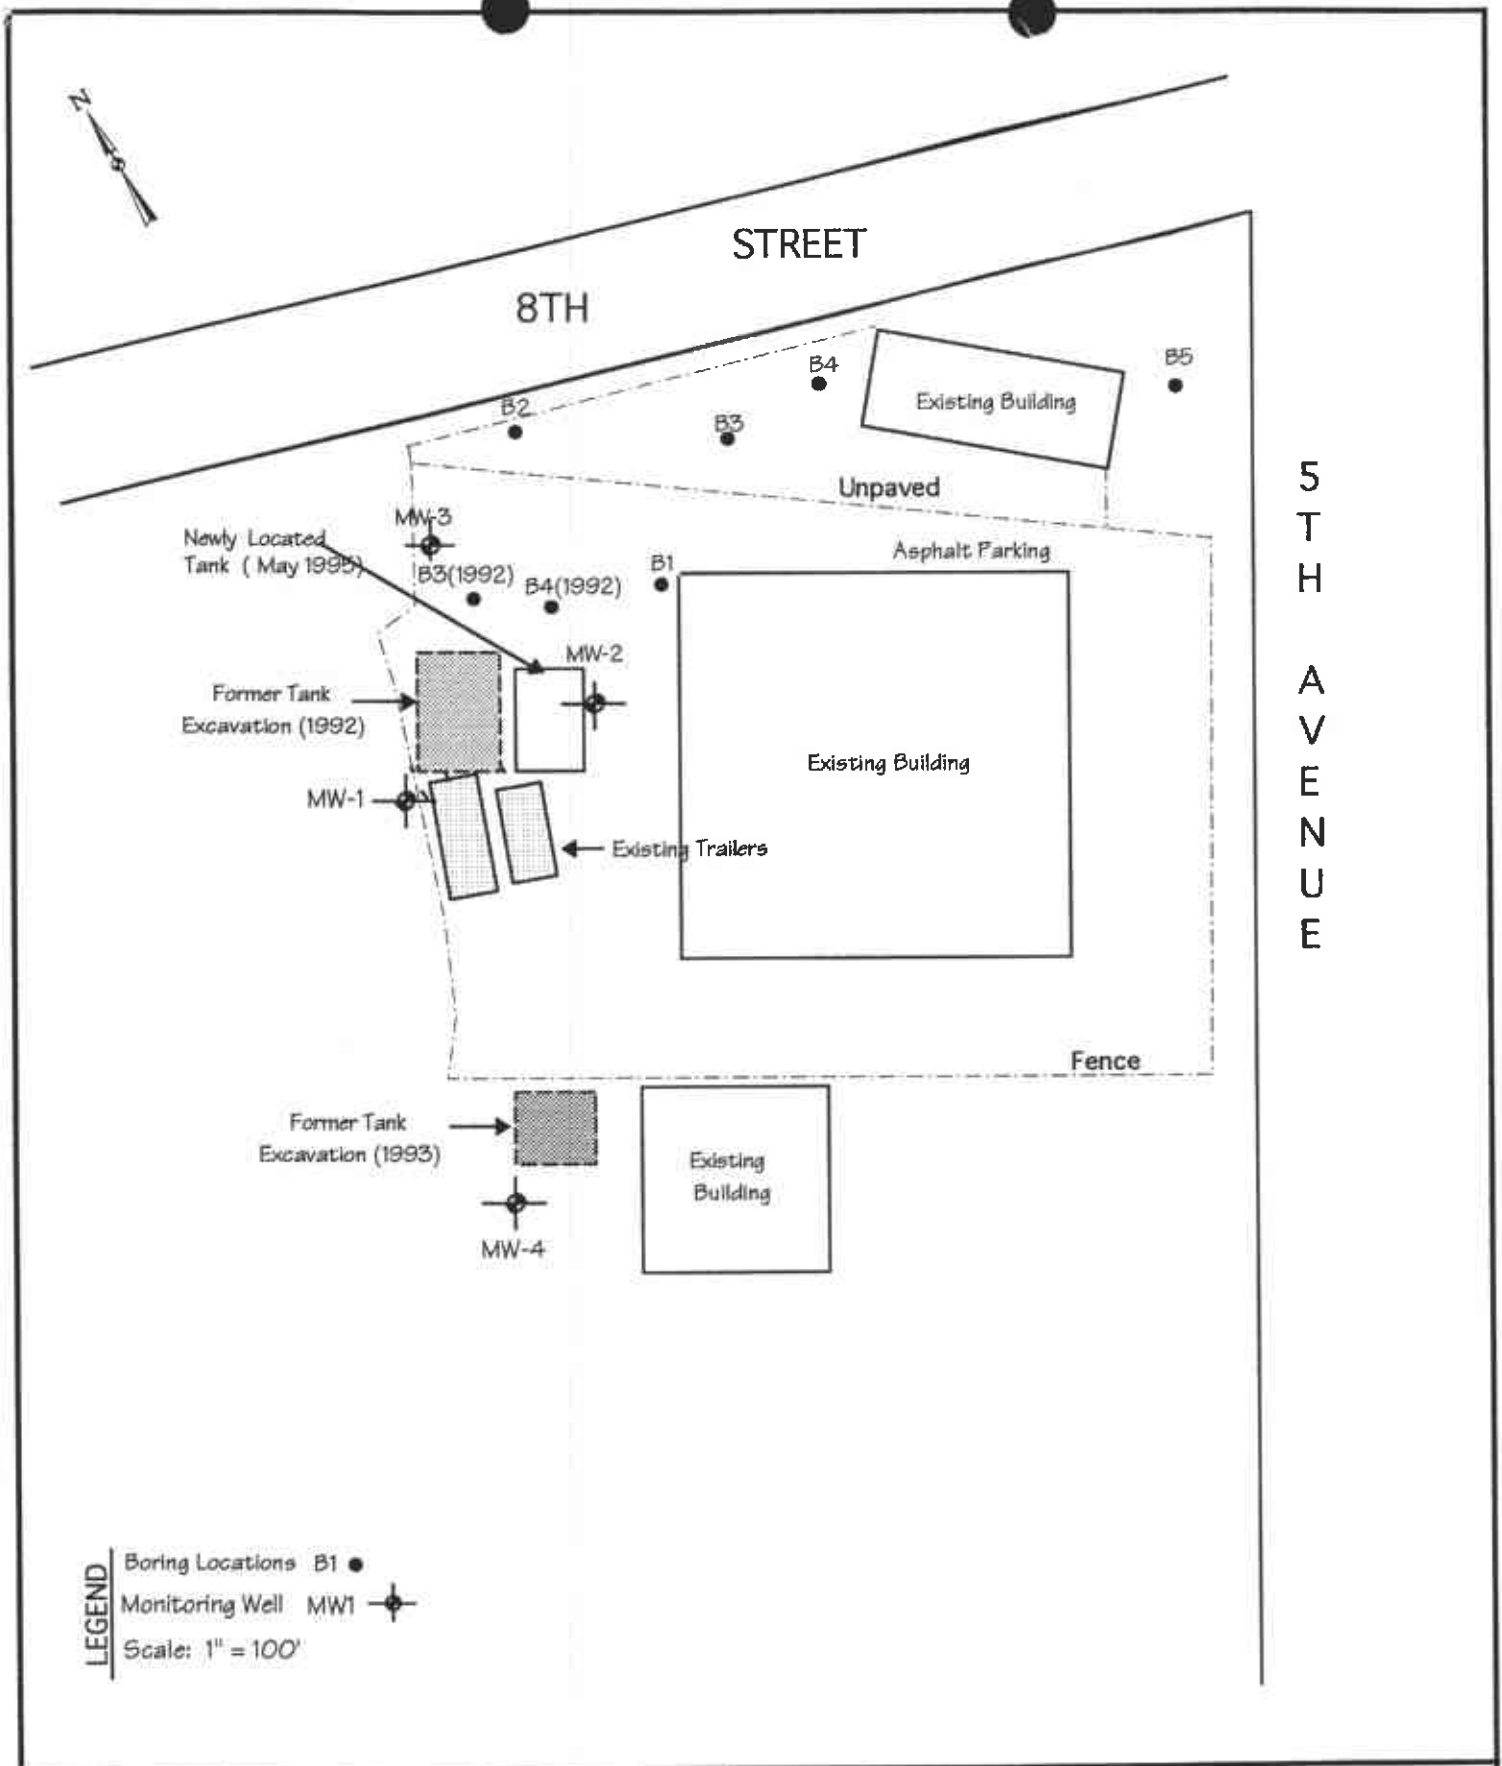 N
STREET
8TH
B4
B5
Existing Building
B2
B3
Unpaved
5TH AVENUE
MW-3
Newly Located
Tank ( May 1995)
Asphalt Parking
B1
B3(1992)
B4(1992)
MW-2
Former Tank
Excavation (1992)
Existing Building
MW-1
Existing Trailers
Fence
Former Tank
Excavation (1993)
Existing
Building
MW-4
LEGEND
Boring Locations B1
Monitoring Well MW1
Scale: 1" = 100'